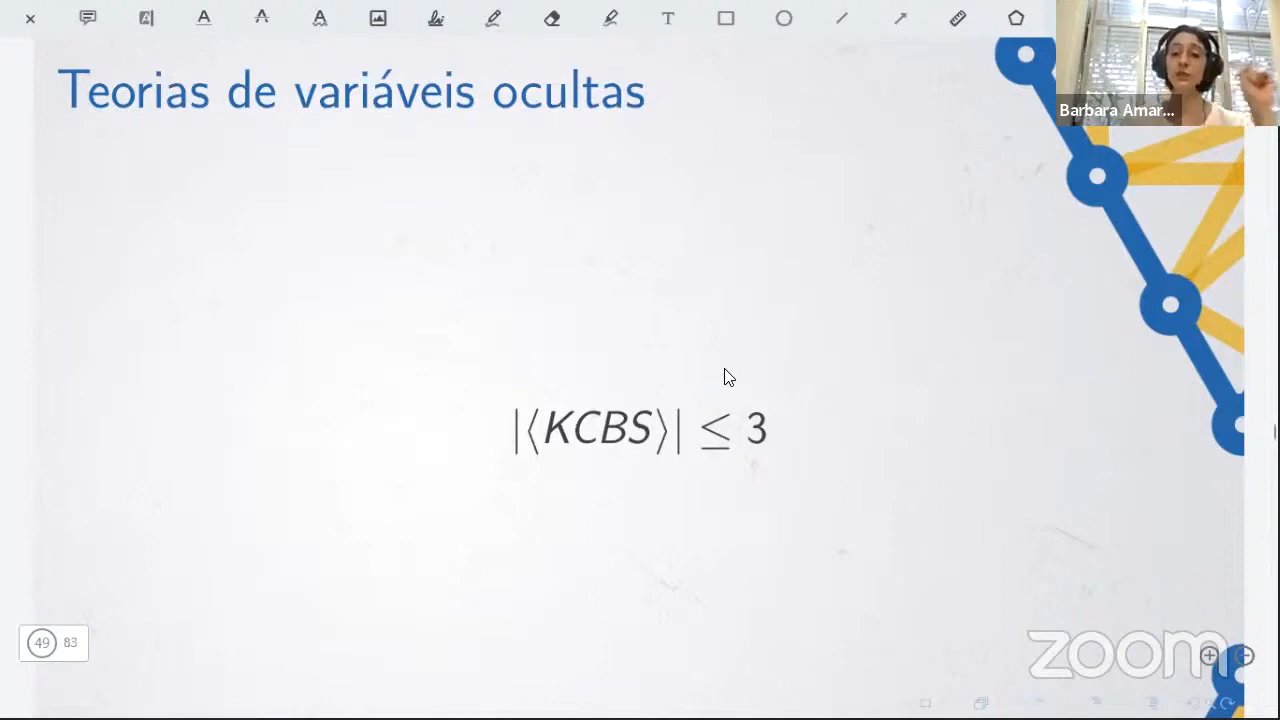 Teorias de variáveis ocultas
Barbara Amar...
|⟨KCBS⟩| ≤ 3
49 83
zoom